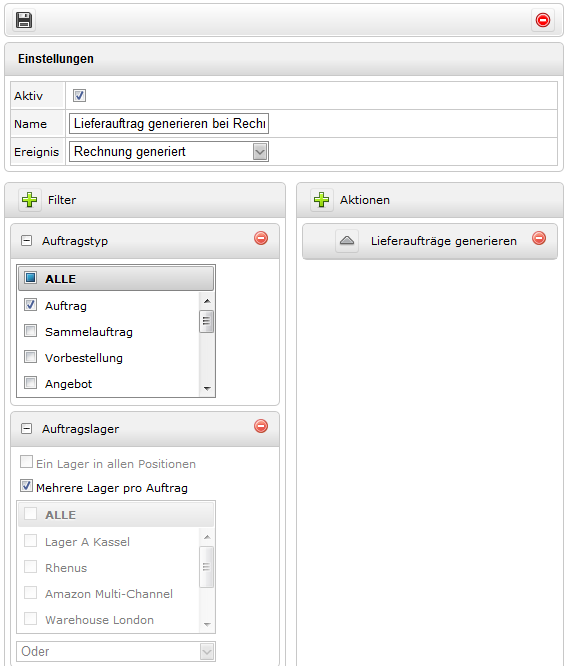 Einstellungen
Aktiv
Name Lieferauftrag generieren bei Rechn
Ereignis Rechnung generiert
Filter
Auftragstyp
ALLE
Auftrag
Sammelauftrag
Vorbestellung
Angebot
Auftragslager
Ein Lager in allen Positionen
Mehrere Lager pro Auftrag
ALLE
Lager A Kassel
Rhenus
Amazon Multi-Channel
Warehouse London
Oder
Aktionen
Lieferaufträge generieren